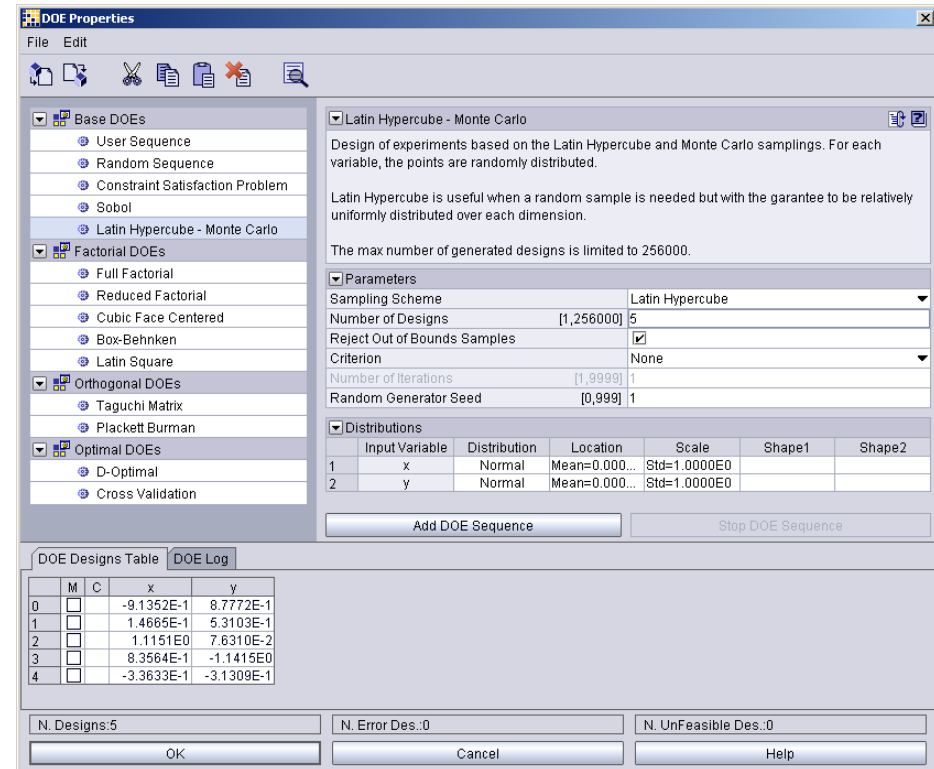 DOE Properties
File Edit
Base DOEs
User Sequence
Random Sequence
Constraint Satisfaction Problem
Sobol
Latin Hypercube - Monte Carlo
Factorial DOEs
Full Factorial
Reduced Factorial
Cubic Face Centered
Box-Behnken
Latin Square
Orthogonal DOEs
Taguchi Matrix
Plackett Burman
Optimal DOEs
D-Optimal
Cross Validation
Latin Hypercube - Monte Carlo
Design of experiments based on the Latin Hypercube and Monte Carlo samplings. For each
variable, the points are randomly distributed.
Latin Hypercube is useful when a random sample is needed but with the garantee to be relatively
uniformly distributed over each dimension.
The max number of generated designs is limited to 256000.
Parameters
Sampling Scheme Latin Hypercube
Number of Designs [1,256000] 5
Reject Out of Bounds Samples
Criterion None
Number of Iterations [1,9999] 1
Random Generator Seed [0,999] 1
Distributions
Input Variable Distribution Location Scale Shape1 Shape2
1 x Normal Mean=0.000... Std=1.0000E0
2 y Normal Mean=0.000... Std=1.0000E0
Add DOE Sequence Stop DOE Sequence
DOE Designs Table DOE Log
M C x y
0 -9.1352E-1 8.7772E-1
1 1.4665E-1 5.3103E-1
2 1.1151E0 7.6310E-2
3 8.3564E-1 -1.1415E0
4 -3.3633E-1 -3.1309E-1
N. Designs:5 N. Error Des.:0 N. UnFeasible Des.:0
OK Cancel Help